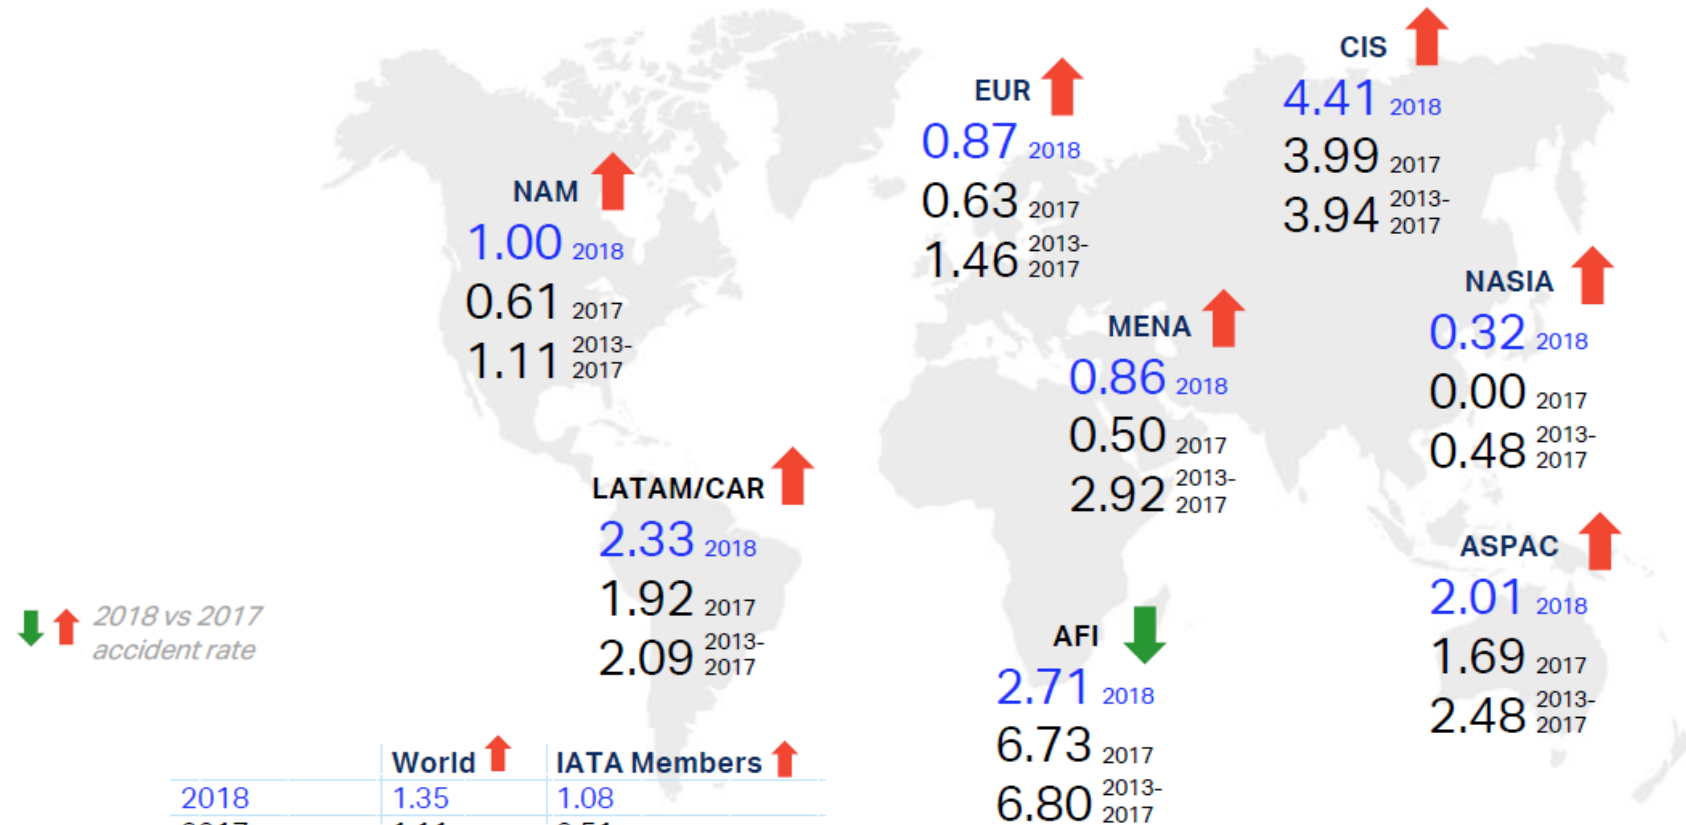 CIS
4.41 2018
3.99 2017
3.94 2013-
2017
EUR
0.87 2018
0.63 2017
1.46 2013-
2017
NAM
1.00 2018
0.61 2017
1.11 2013-
2017
NASIA
0.32 2018
0.00 2017
0.48 2013-
2017
MENA
0.86 2018
0.50 2017
2.92 2013-
2017
LATAM/CAR
2.33 2018
1.92 2017
2.09 2013-
2017
ASPAC
2.01 2018
1.69 2017
2.48 2013-
2017
2018 vs 2017
accident rate
AFI
2.71 2018
6.73 2017
6.80 2013-
2017
World IATA Members
2018 1.35 1.08